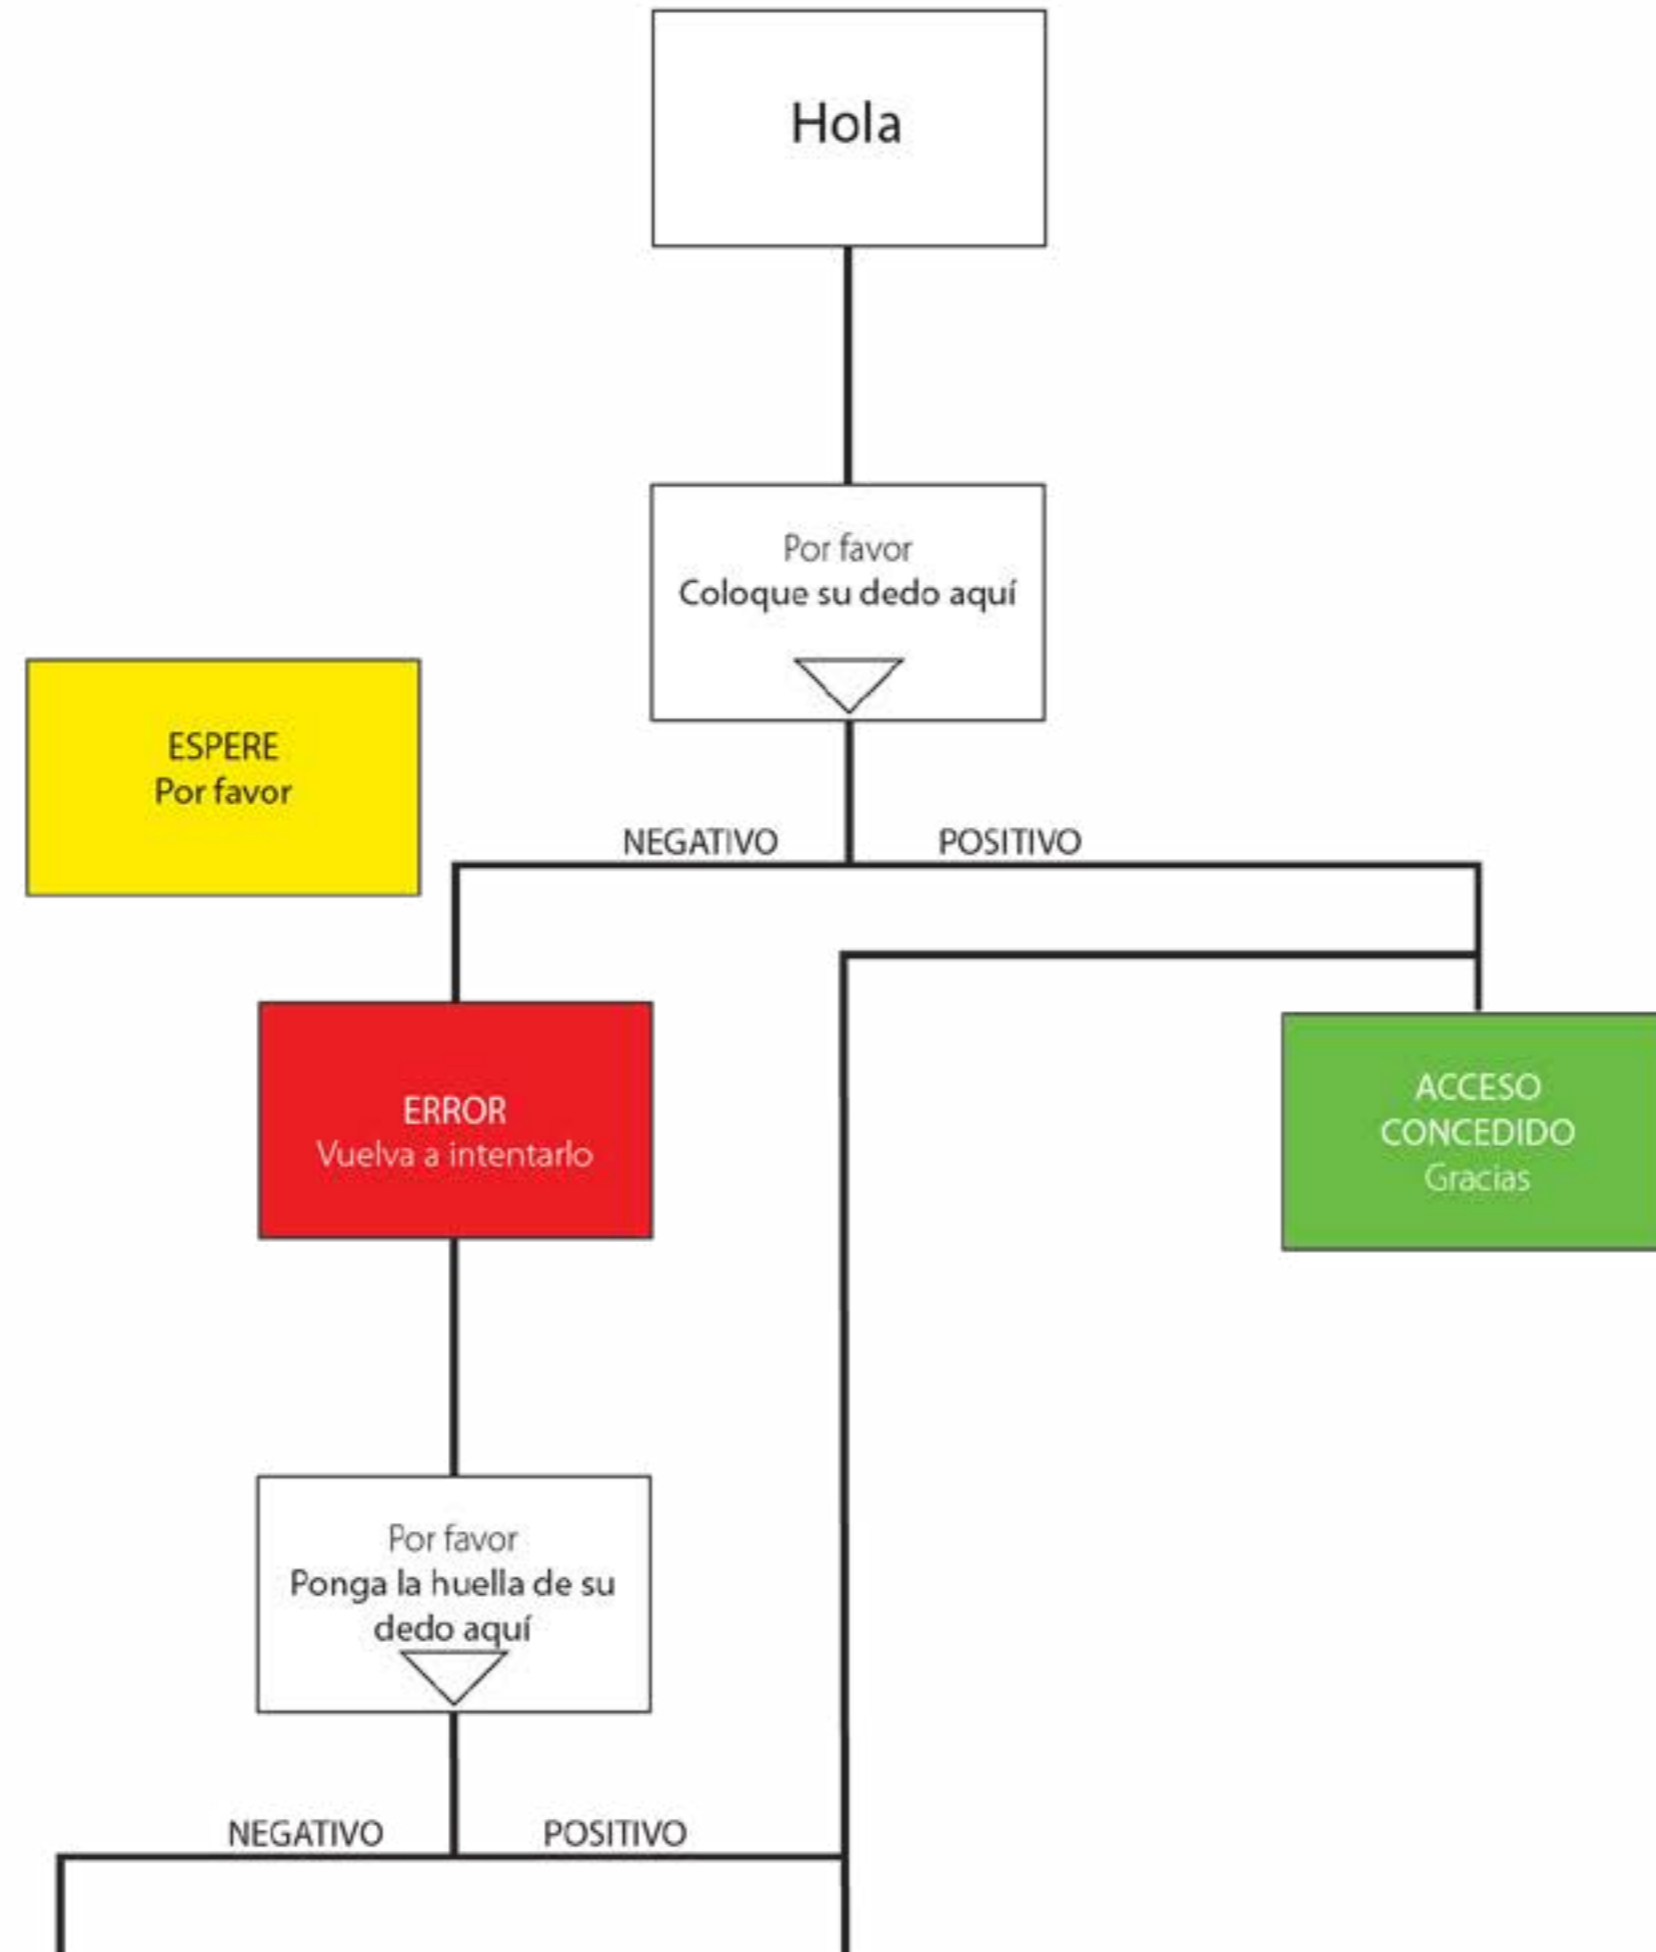 Hola
Por favor
Coloque su dedo aquí
ESPERE
Por favor
NEGATIVO
POSITIVO
ERROR
Vuelva a intentarlo
ACCESO
CONCEDIDO
Gracias
Por favor
Ponga la huella de su
dedo aquí
NEGATIVO
POSITIVO